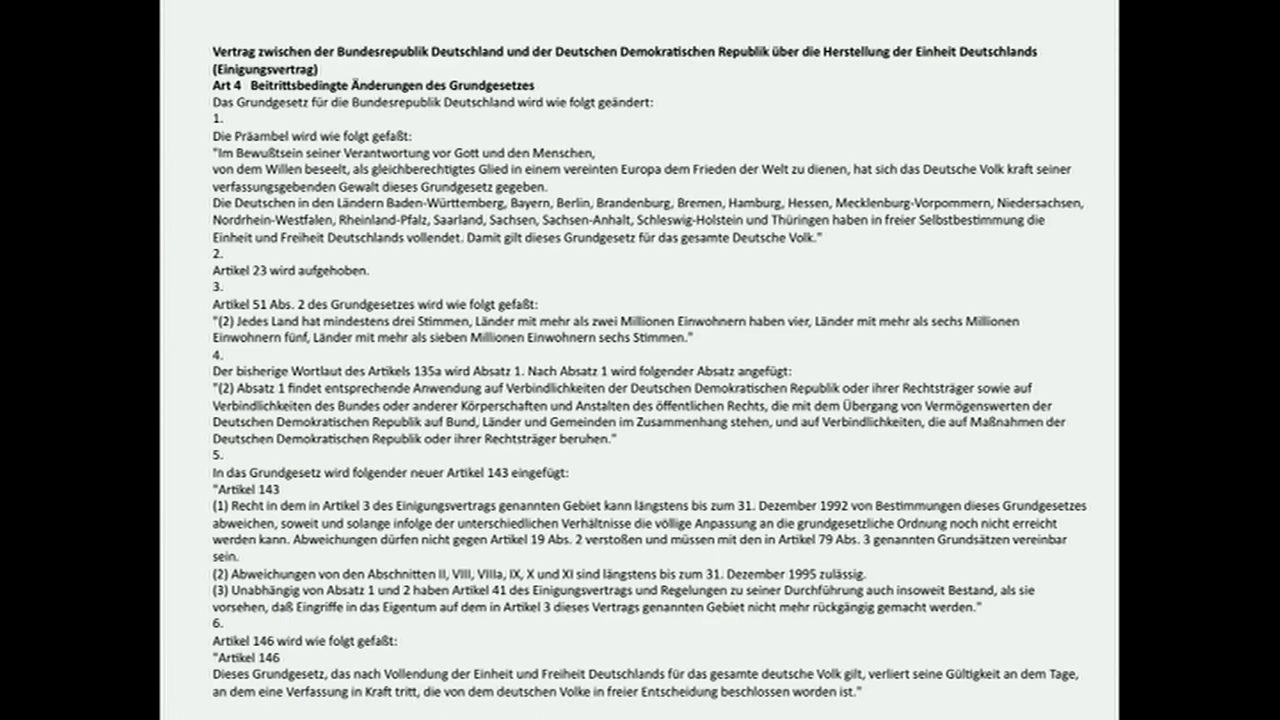 Vertrag zwischen der Bundesrepublik Deutschland und der Deutschen Demokratischen Republik über die Herstellung der Einheit Deutschlands
(Einigungsvertrag)
Art 4 Beitrittsbedingte Änderungen des Grundgesetzes
Das Grundgesetz für die Bundesrepublik Deutschland wird wie folgt geändert:
1.
Die Präambel wird wie folgt gefaßt:
"Im Bewußtsein seiner Verantwortung vor Gott und den Menschen,
von dem Willen beseelt, als gleichberechtigtes Glied in einem vereinten Europa dem Frieden der Welt zu dienen, hat sich das Deutsche Volk kraft seiner
verfassungsgebenden Gewalt dieses Grundgesetz gegeben.
Die Deutschen in den Ländern Baden-Württemberg, Bayern, Berlin, Brandenburg, Bremen, Hamburg, Hessen, Mecklenburg-Vorpommern, Niedersachsen,
Nordrhein-Westfalen, Rheinland-Pfalz, Saarland, Sachsen, Sachsen-Anhalt, Schleswig-Holstein und Thüringen haben in freier Selbstbestimmung die
Einheit und Freiheit Deutschlands vollendet. Damit gilt dieses Grundgesetz für das gesamte Deutsche Volk."
2.
Artikel 23 wird aufgehoben.
3.
Artikel 51 Abs. 2 des Grundgesetzes wird wie folgt gefaßt:
"(2) Jedes Land hat mindestens drei Stimmen, Länder mit mehr als zwei Millionen Einwohnern haben vier, Länder mit mehr als sechs Millionen
Einwohnern fünf, Länder mit mehr als sieben Millionen Einwohnern sechs Stimmen."
4.
Der bisherige Wortlaut des Artikels 135a wird Absatz 1. Nach Absatz 1 wird folgender Absatz angefügt:
"(2) Absatz 1 findet entsprechende Anwendung auf Verbindlichkeiten der Deutschen Demokratischen Republik oder ihrer Rechtsträger sowie auf
Verbindlichkeiten des Bundes oder anderer Körperschaften und Anstalten des öffentlichen Rechts, die mit dem Übergang von Vermögenswerten der
Deutschen Demokratischen Republik auf Bund, Länder und Gemeinden im Zusammenhang stehen, und auf Verbindlichkeiten, die auf Maßnahmen der
Deutschen Demokratischen Republik oder ihrer Rechtsträger beruhen."
5.
In das Grundgesetz wird folgender neuer Artikel 143 eingefügt:
"Artikel 143
(1) Recht in dem in Artikel 3 des Einigungsvertrags genannten Gebiet kann längstens bis zum 31. Dezember 1992 von Bestimmungen dieses Grundgesetzes
abweichen, soweit und solange infolge der unterschiedlichen Verhältnisse die völlige Anpassung an die grundgesetzliche Ordnung noch nicht erreicht
werden kann. Abweichungen dürfen nicht gegen Artikel 19 Abs. 2 verstoßen und müssen mit den in Artikel 79 Abs. 3 genannten Grundsätzen vereinbar
sein.
(2) Abweichungen von den Abschnitten II, VIII, VIIIa, IX, X und XI sind längstens bis zum 31. Dezember 1995 zulässig.
(3) Unabhängig von Absatz 1 und 2 haben Artikel 41 des Einigungsvertrags und Regelungen zu seiner Durchführung auch insoweit Bestand, als sie
vorsehen, daß Eingriffe in das Eigentum auf dem in Artikel 3 dieses Vertrags genannten Gebiet nicht mehr rückgängig gemacht werden."
6.
Artikel 146 wird wie folgt gefaßt:
"Artikel 146
Dieses Grundgesetz, das nach Vollendung der Einheit und Freiheit Deutschlands für das gesamte deutsche Volk gilt, verliert seine Gültigkeit an dem Tage,
an dem eine Verfassung in Kraft tritt, die von dem deutschen Volke in freier Entscheidung beschlossen worden ist."